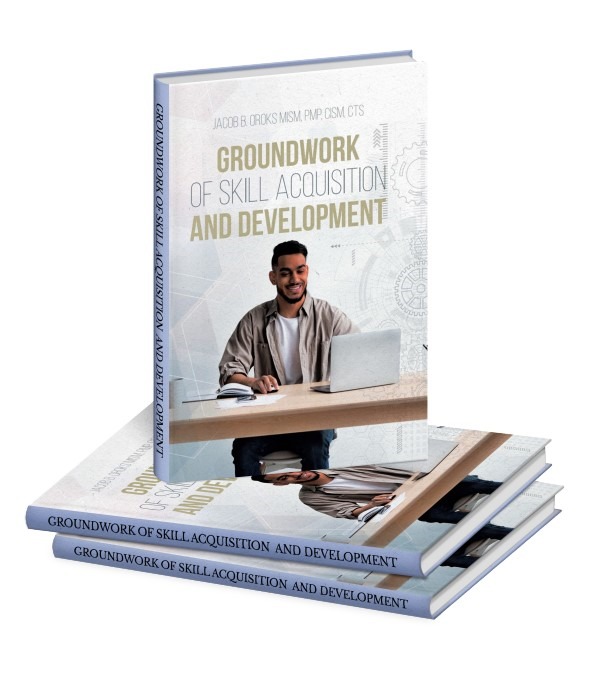 JACOB B. OROKS MISM, PMP, CISM, CTS
GROUNDWORK
OF SKILL ACQUISITION
AND DEVELOPMENT
GROUNDWORK OF SKILL ACQUISITION AND DEVELOPMENT
GROUNDWORK OF SKILL ACQUISITION AND DEVELOPMENT
GROUNDWORK OF SKILL ACQUISITION AND DEVELOPMENT